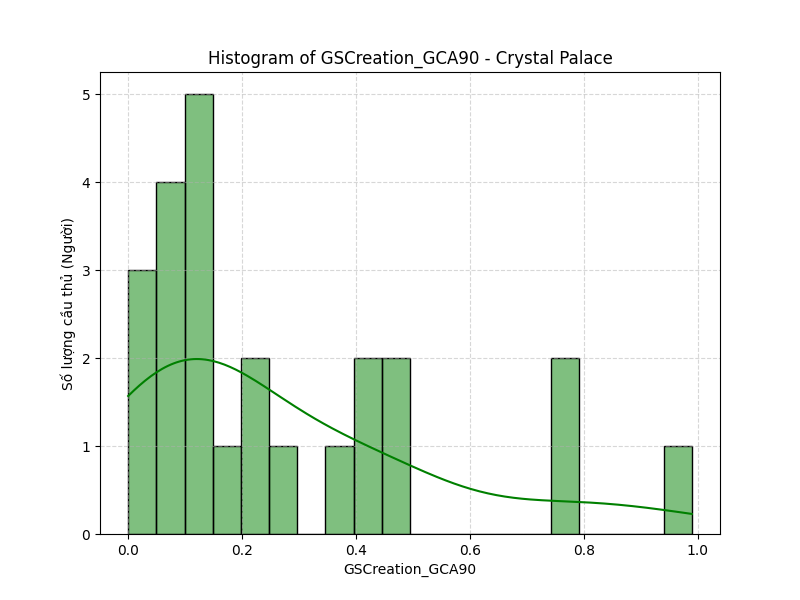 Histogram of GSCreation_GCA90 - Crystal Palace
Số lượng cầu thủ (Người)
5
4
3
2
1
0
0.0 0.2 0.4 0.6 0.8 1.0
GSCreation_GCA90